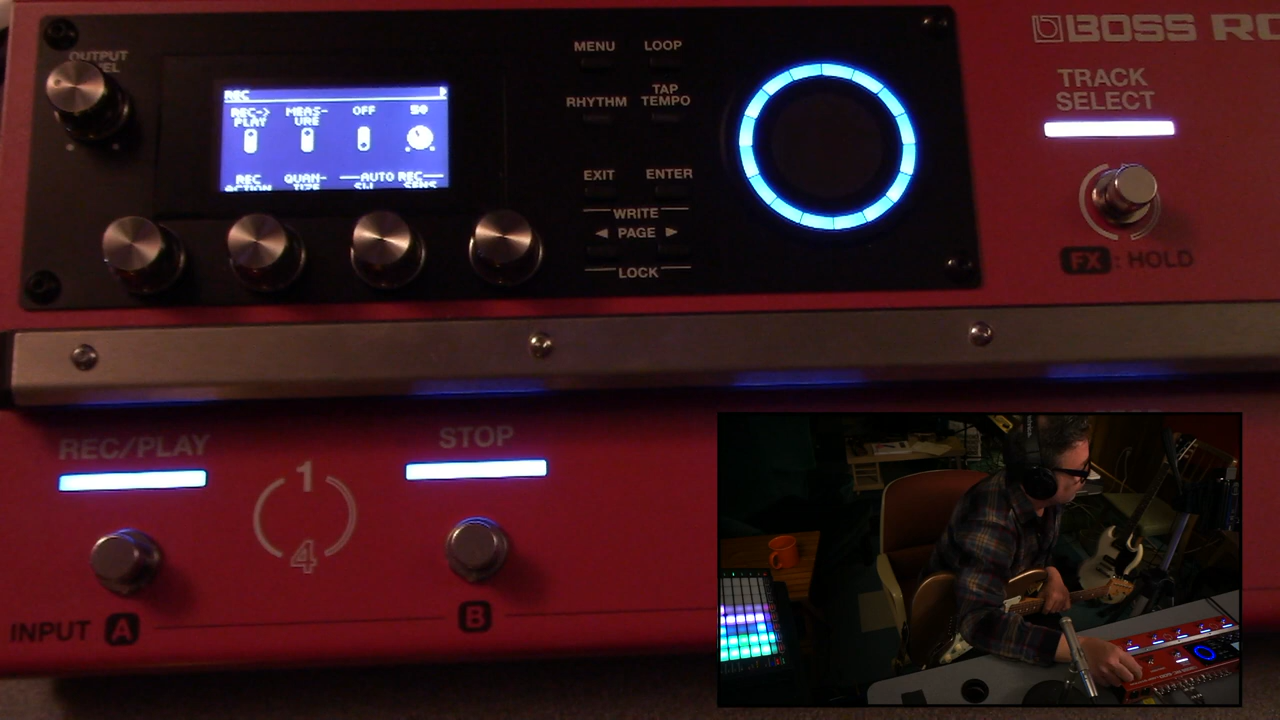 OUTPUT
LEVEL
REC
REC->
PLAY
MEAS-
URE
OFF
50
REC
ACTION
QUAN-
TIZE
AUTO REC
SW
SENS
MENU
LOOP
RHYTHM
TAP
TEMPO
EXIT
ENTER
WRITE
◄ PAGE ►
LOCK
BOSS RC
TRACK
SELECT
FX : HOLD
REC/PLAY
STOP
1
4
INPUT A
B